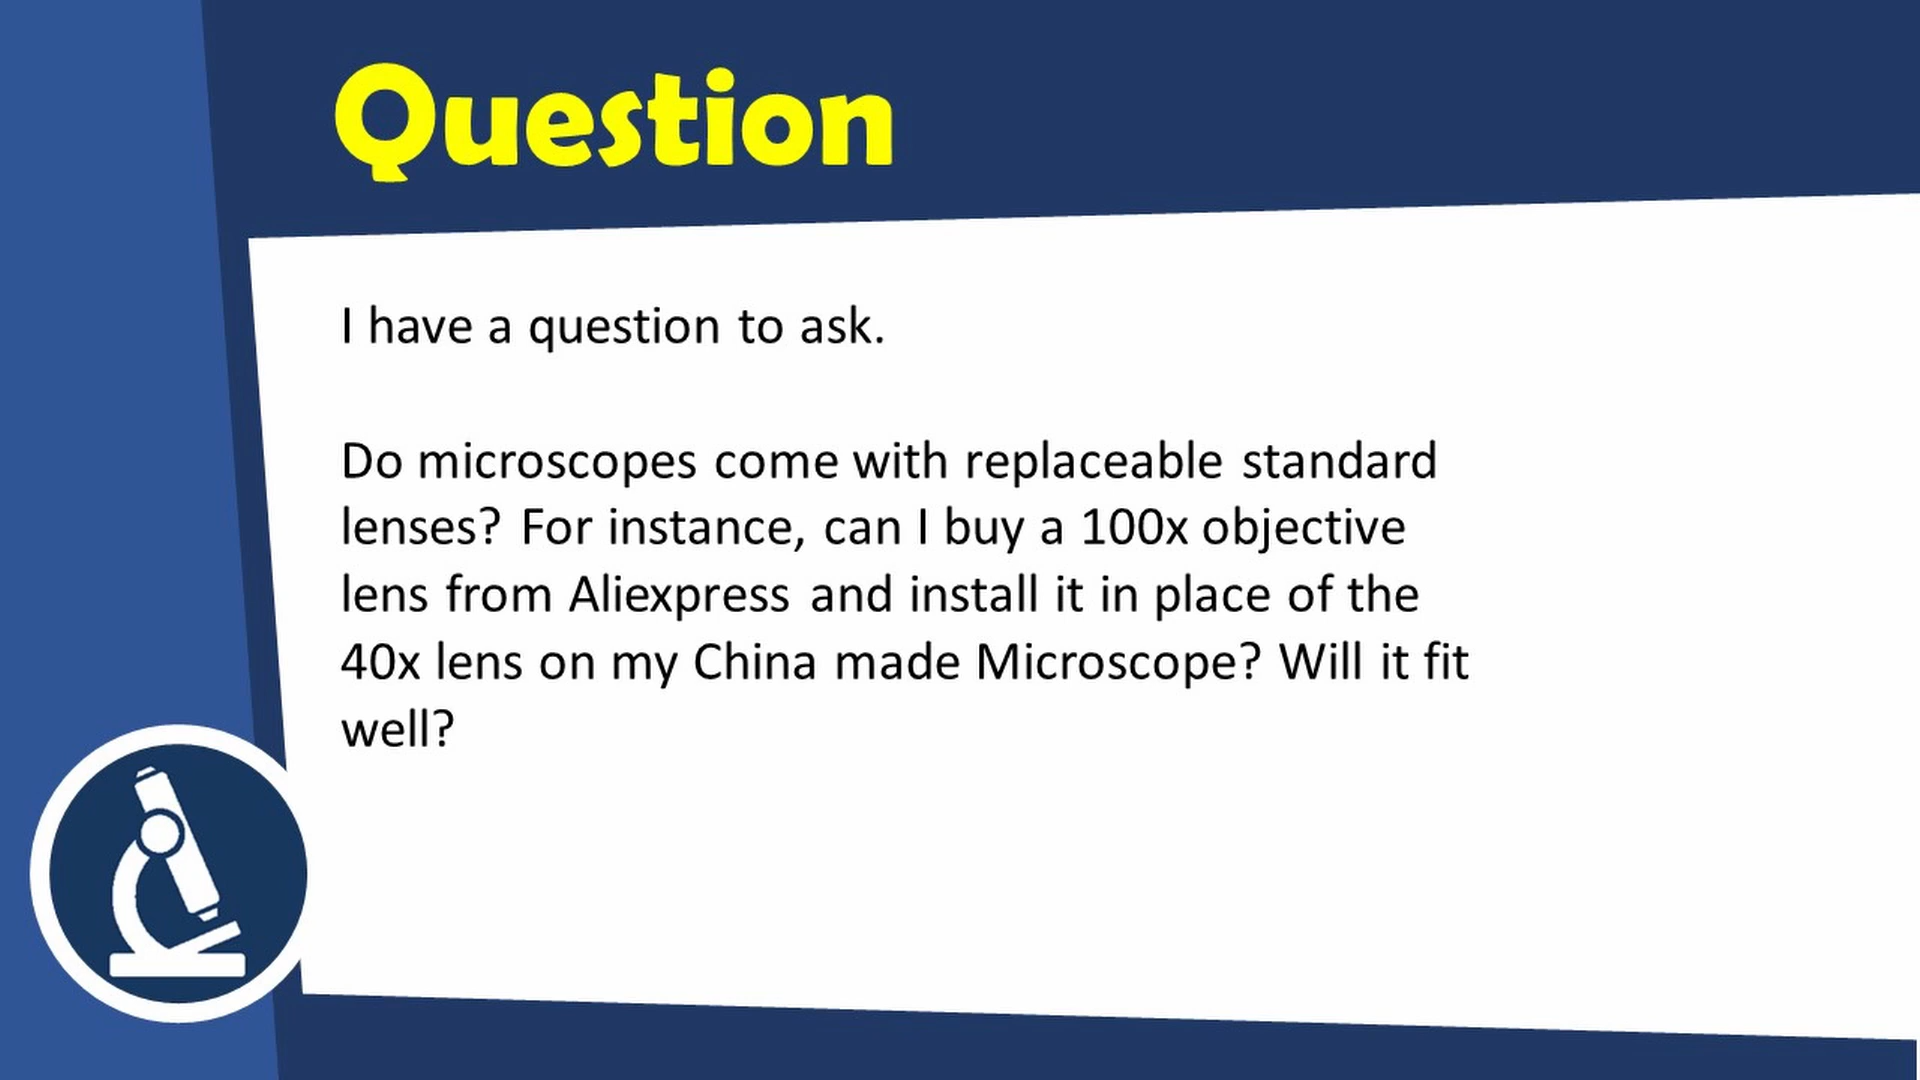 Question
I have a question to ask.
Do microscopes come with replaceable standard
lenses? For instance, can I buy a 100x objective
lens from Aliexpress and install it in place of the
40x lens on my China made Microscope? Will it fit
well?